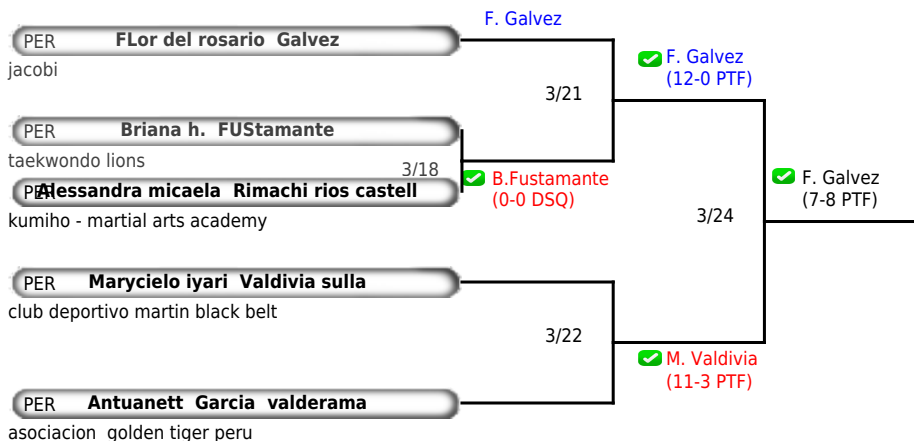 F. Galvez
PER FLor del rosario Galvez
jacobi
F. Galvez
(12-0 PTF)
3/21
PER Briana h. FUStamante
taekwondo lions
3/18
B.Fustamante
(0-0 DSQ)
PER Alessandra micaela Rimachi rios castell
kumiho - martial arts academy
F. Galvez
(7-8 PTF)
3/24
PER Marycielo iyari Valdivia sulla
club deportivo martin black belt
3/22
M. Valdivia
(11-3 PTF)
PER Antuanett Garcia valderama
asociacion golden tiger peru